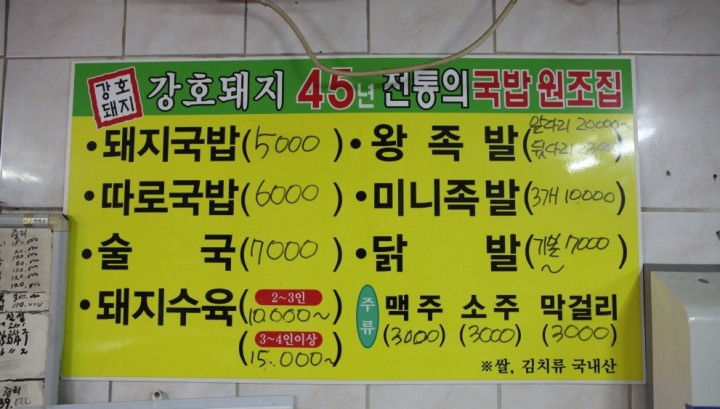 강호돼지
강호돼지 45년 전통의 국밥 원조집
• 돼지국밥(5000)
• 따로국밥(6000)
• 술 국(7000)
• 돼지수육 2~3인 (10,000~)
3~4인이상 (15,000~)
• 왕 족 발 (앞다리 20000~
뒷다리
• 미니족발(3개 10,000)
• 닭 발(기본 7000~)
주류 맥주 소주 막걸리
(3000) (3000) (3000)
※쌀, 김치류 국내산